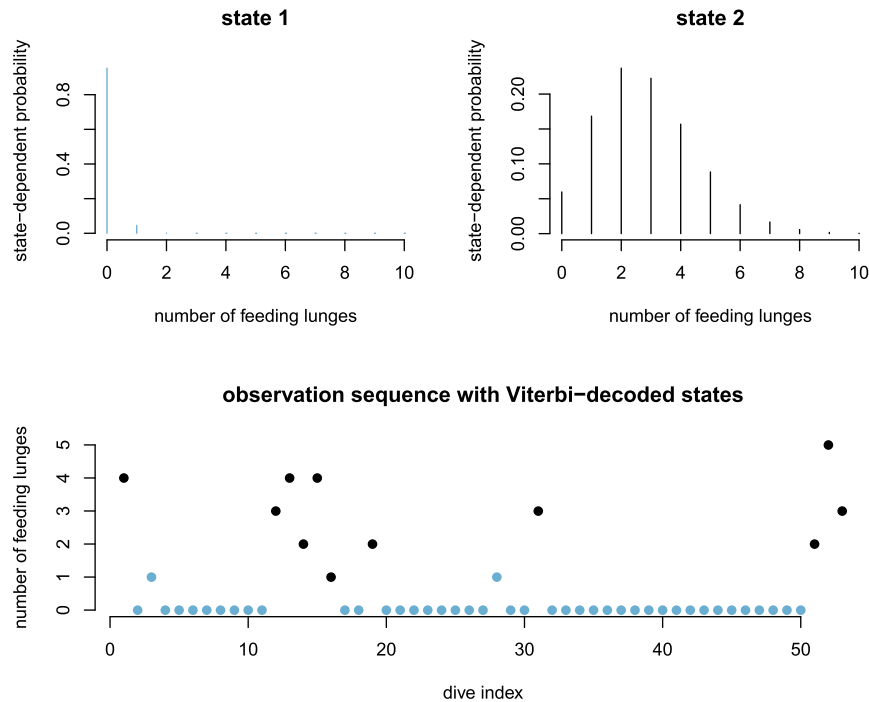 state 1
state−dependent probability
0.8
0.4
0.0
0 2 4 6 8 10
number of feeding lunges
state 2
state−dependent probability
0.20
0.10
0.00
0 2 4 6 8 10
number of feeding lunges
observation sequence with Viterbi−decoded states
number of feeding lunges
5
4
3
2
1
0
0 10 20 30 40 50
dive index